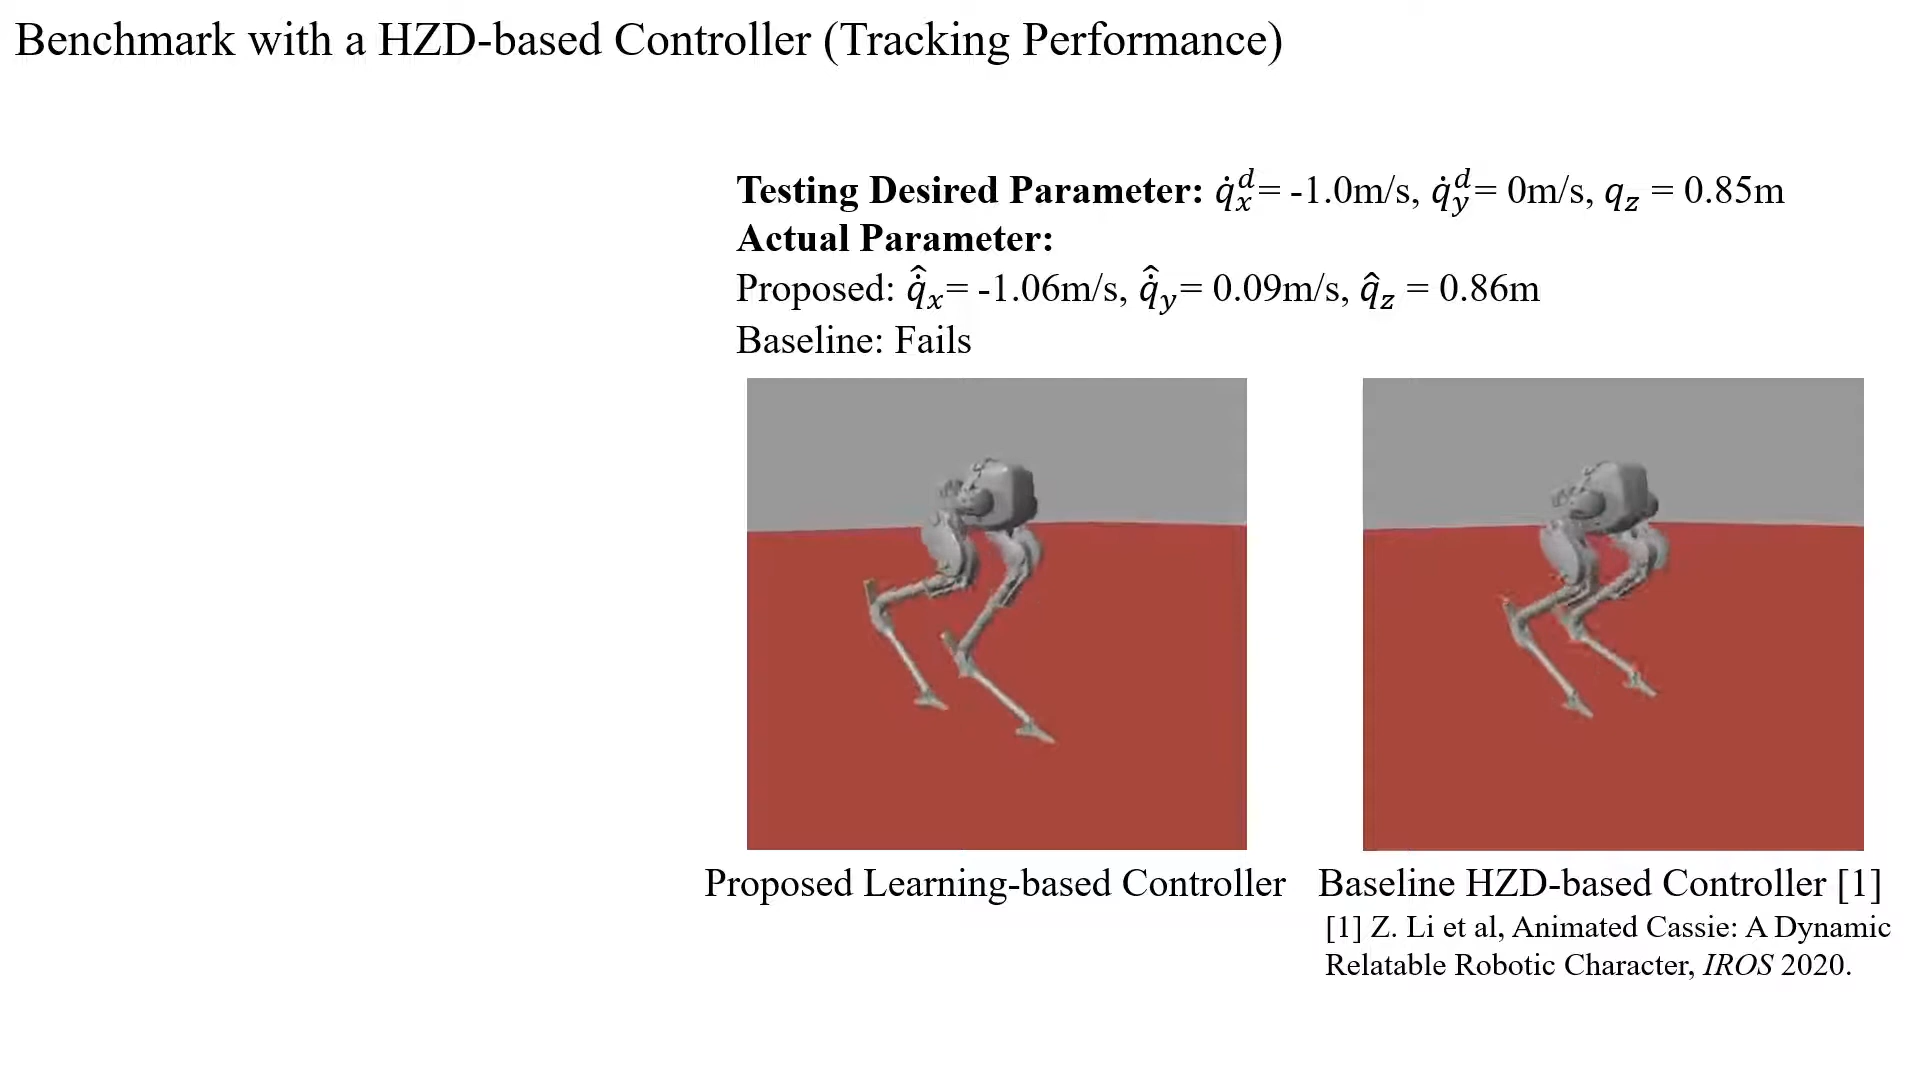 Benchmark with a HZD-based Controller (Tracking Performance)
Testing Desired Parameter: q̇ₓᵈ= -1.0m/s, q̇ᵧᵈ= 0m/s, q_z = 0.85m
Actual Parameter:
Proposed: q̇̂ₓ= -1.06m/s, q̇̂ᵧ= 0.09m/s, q̂_z = 0.86m
Baseline: Fails
Proposed Learning-based Controller
Baseline HZD-based Controller [1]
[1] Z. Li et al, Animated Cassie: A Dynamic
Relatable Robotic Character, IROS 2020.